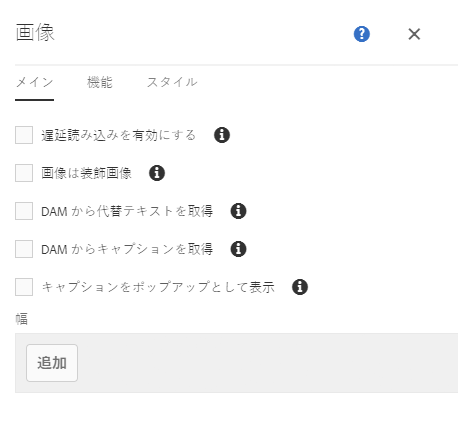 画像
メイン 機能 スタイル
遅延読み込みを有効にする
画像は装飾画像
DAM から代替テキストを取得
DAM からキャプションを取得
キャプションをポップアップとして表示
幅
追加